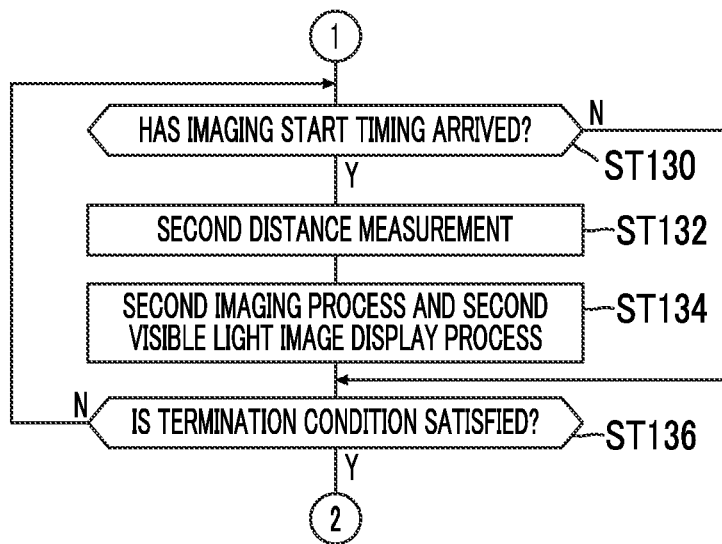 1
HAS IMAGING START TIMING ARRIVED?
N
ST130
Y
SECOND DISTANCE MEASUREMENT
ST132
SECOND IMAGING PROCESS AND SECOND
VISIBLE LIGHT IMAGE DISPLAY PROCESS
ST134
N
IS TERMINATION CONDITION SATISFIED?
ST136
Y
2